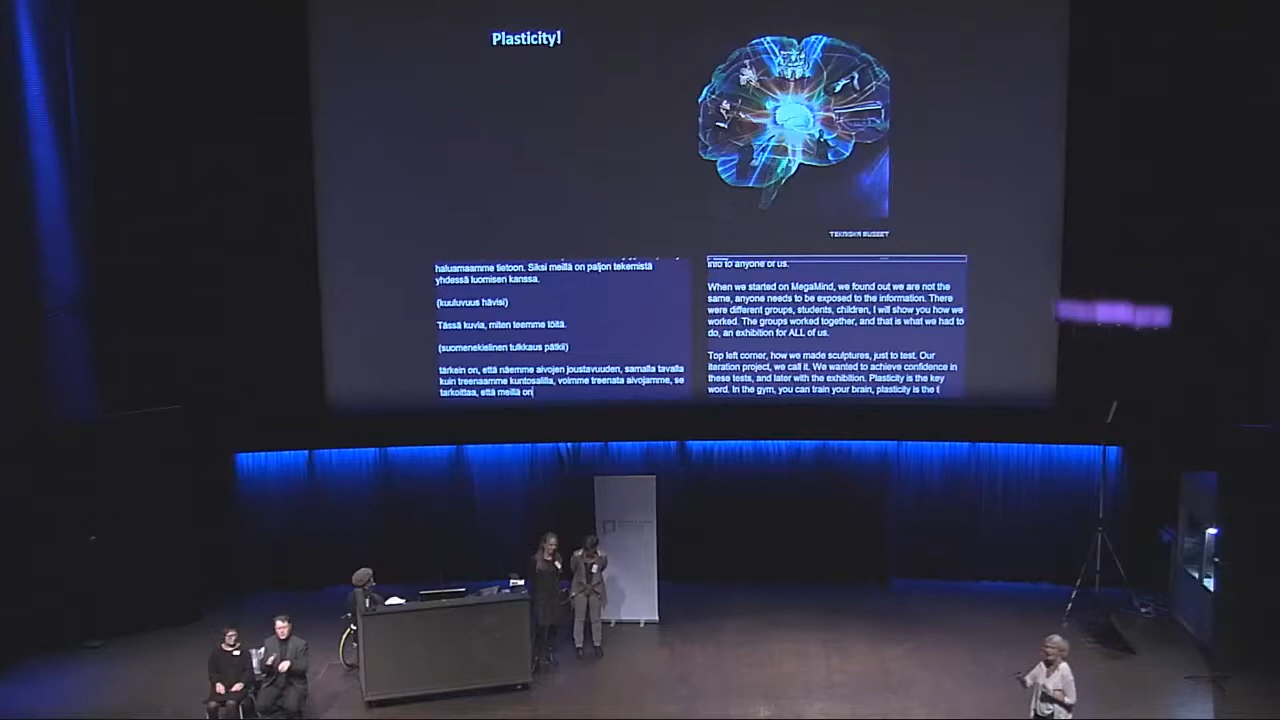 Plasticity!
TEKNISKA MUSEET
haluamaamme tietoon. Siksi meillä on paljon tekemistä
yhdessä luomisen kanssa.
(kuuluvuus hävisi)
Tässä kuvia, miten teemme töitä.
(suomenekielinen tulkkaus pätkii)
tärkein on, että näemme aivojen joustavuuden, samalla tavalla
kuin treenaamme kuntosalilla, voimme treenata aivojamme, se
tarkoittaa, että meillä on
info to anyone of us.
When we started on MegaMind, we found out we are not the
same, anyone needs to be exposed to the information. There
were different groups, students, children, I will show you how we
worked. The groups worked together, and that is what we had to
do, an exhibition for ALL of us.
Top left corner, how we made sculptures, just to test. Our
iteration project, we call it. We wanted to achieve confidence in
these tests, and later with the exhibition. Plasticity is the key
word. In the gym, you can train your brain, plasticity is the t